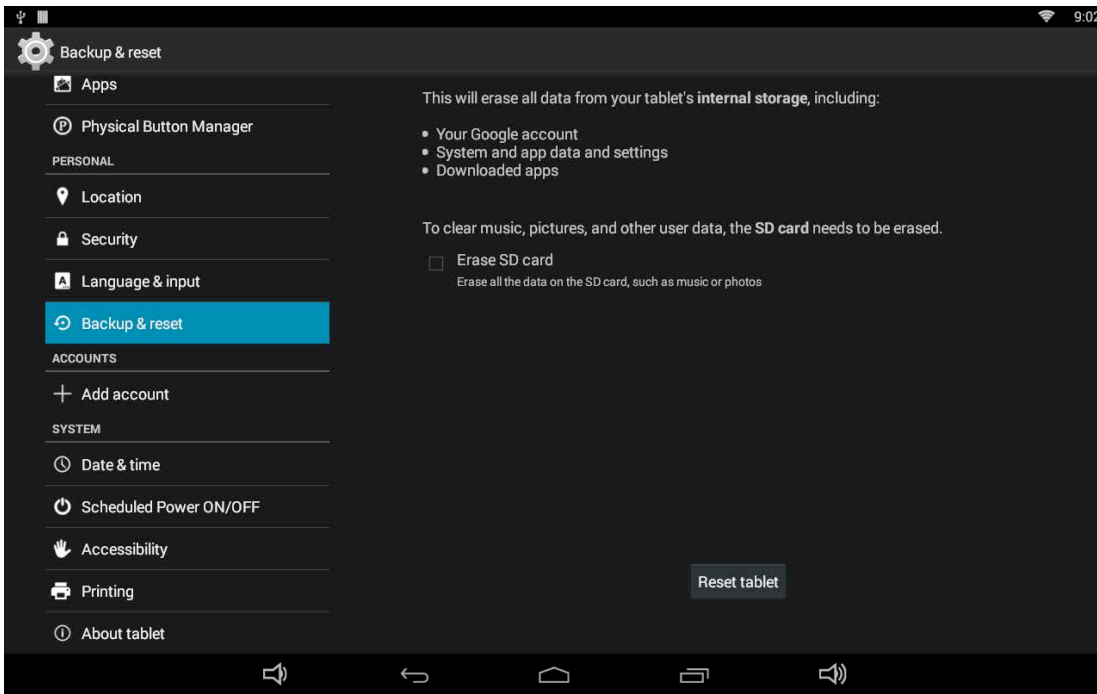 9:02
Backup & reset
Apps
Physical Button Manager
PERSONAL
Location
Security
Language & input
Backup & reset
ACCOUNTS
Add account
SYSTEM
Date & time
Scheduled Power ON/OFF
Accessibility
Printing
About tablet
This will erase all data from your tablet's internal storage, including:
• Your Google account
• System and app data and settings
• Downloaded apps
To clear music, pictures, and other user data, the SD card needs to be erased.
Erase SD card
Erase all the data on the SD card, such as music or photos
Reset tablet